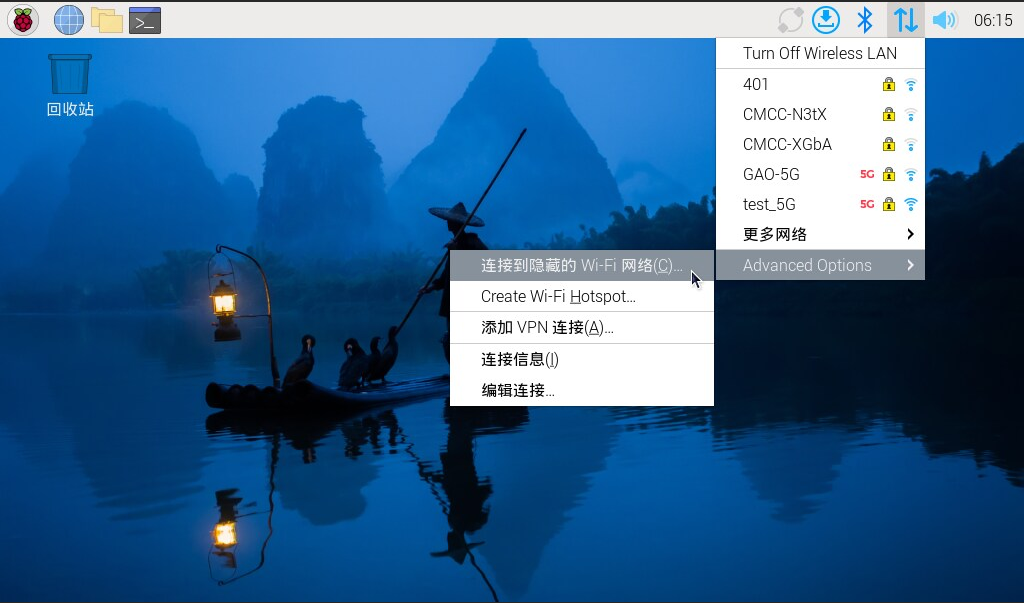 06:15
回收站
Turn Off Wireless LAN
401
CMCC-N3tX
CMCC-XGbA
GAO-5G 5G
test_5G 5G
更多网络
Advanced Options
连接到隐藏的 Wi-Fi 网络(C)...
Create Wi-Fi Hotspot...
添加 VPN 连接(A)...
连接信息(I)
编辑连接...